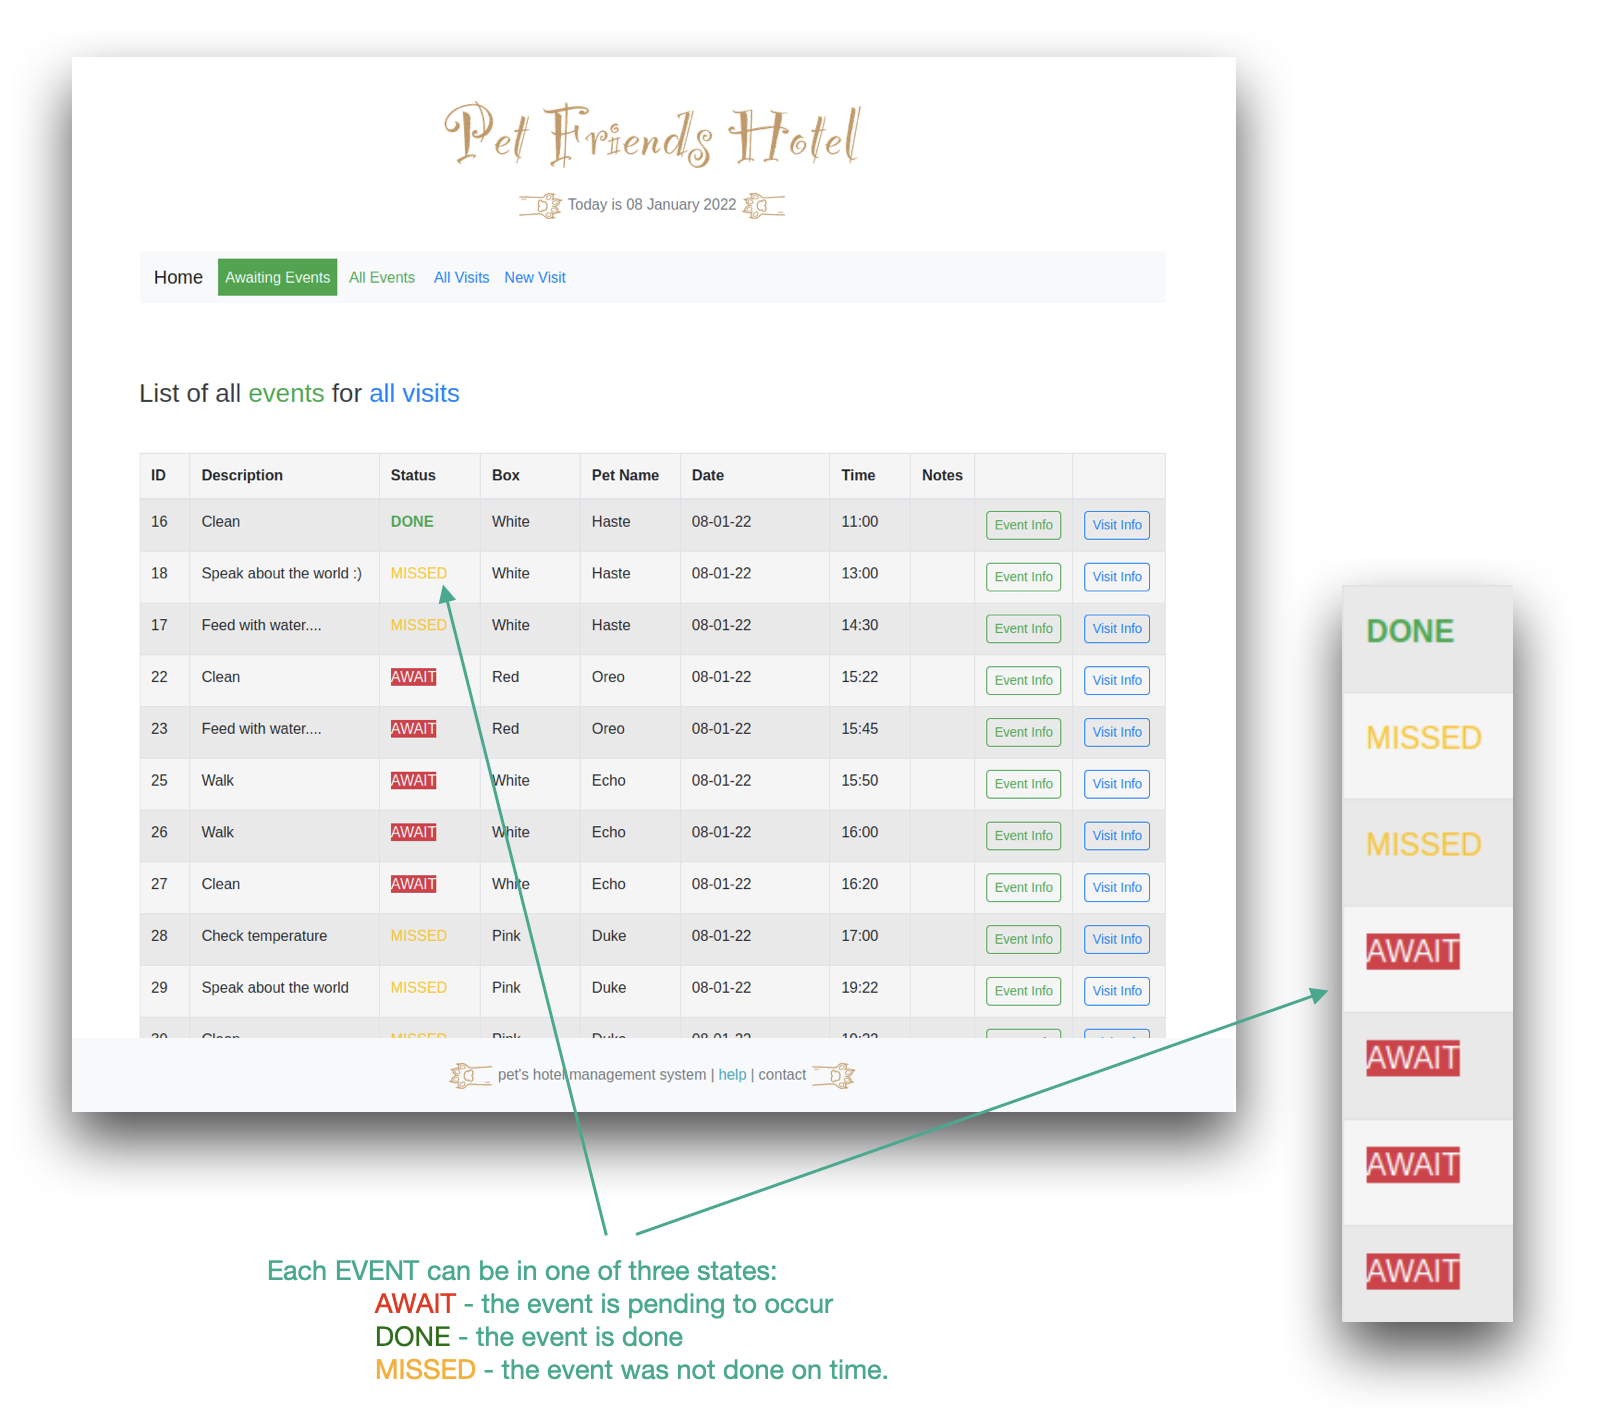 Pet Friends Hotel
Today is 08 January 2022
Home Awaiting Events All Events All Visits New Visit
List of all events for all visits
ID Description Status Box Pet Name Date Time Notes
16 Clean DONE White Haste 08-01-22 11:00 Event Info Visit Info
18 Speak about the world :) MISSED White Haste 08-01-22 13:00 Event Info Visit Info
17 Feed with water.... MISSED White Haste 08-01-22 14:30 Event Info Visit Info
22 Clean AWAIT Red Oreo 08-01-22 15:22 Event Info Visit Info
23 Feed with water.... AWAIT Red Oreo 08-01-22 15:45 Event Info Visit Info
25 Walk AWAIT White Echo 08-01-22 15:50 Event Info Visit Info
26 Walk AWAIT White Echo 08-01-22 16:00 Event Info Visit Info
27 Clean AWAIT White Echo 08-01-22 16:20 Event Info Visit Info
28 Check temperature MISSED Pink Duke 08-01-22 17:00 Event Info Visit Info
29 Speak about the world MISSED Pink Duke 08-01-22 19:22 Event Info Visit Info
Clean MISSED Pink Duke 08-01-22
pet's hotel management system | help | contact
DONE
MISSED
MISSED
AWAIT
AWAIT
AWAIT
AWAIT
Each EVENT can be in one of three states:
AWAIT - the event is pending to occur
DONE - the event is done
MISSED - the event was not done on time.